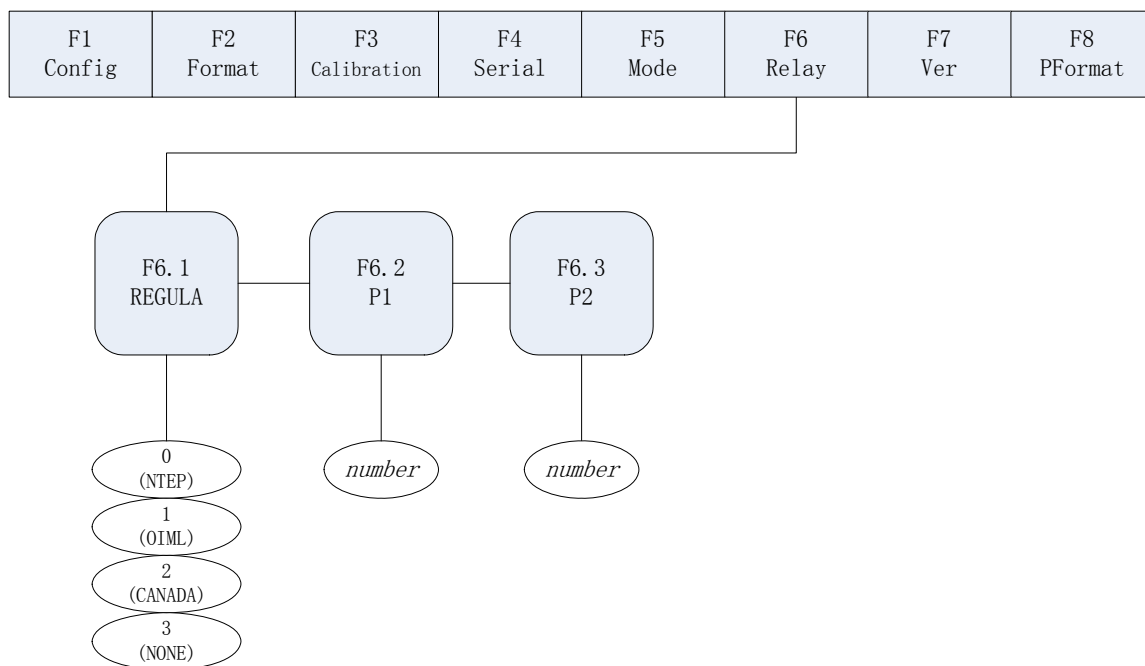 F1
Config
F2
Format
F3
Calibration
F4
Serial
F5
Mode
F6
Relay
F7
Ver
F8
PFormat
F6.1
REGULA
F6.2
P1
F6.3
P2
0
(NTEP)
1
(OIML)
2
(CANADA)
3
(NONE)
number
number